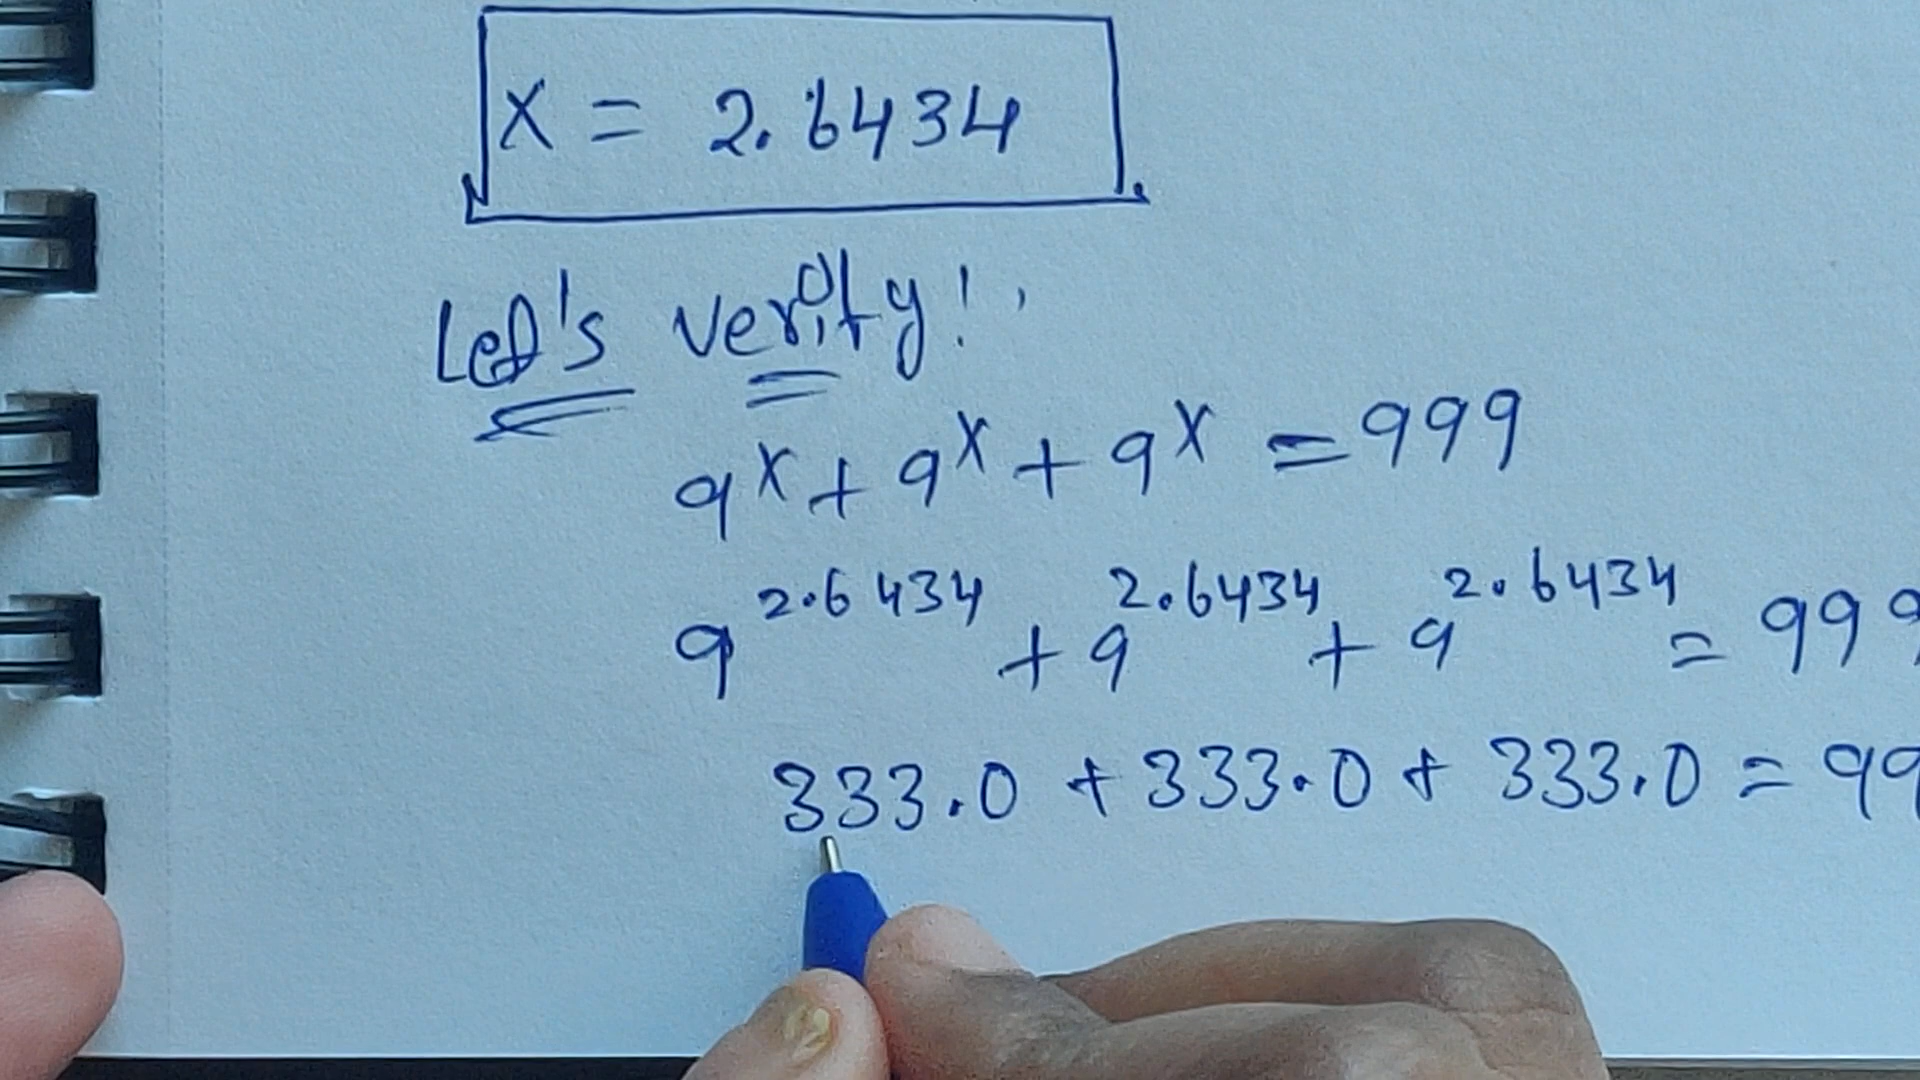 x = 2.6434
Let's verify!
9^x + 9^x + 9^x = 999
9^2.6434 + 9^2.6434 + 9^2.6434 = 999
333.0 + 333.0 + 333.0 = 99